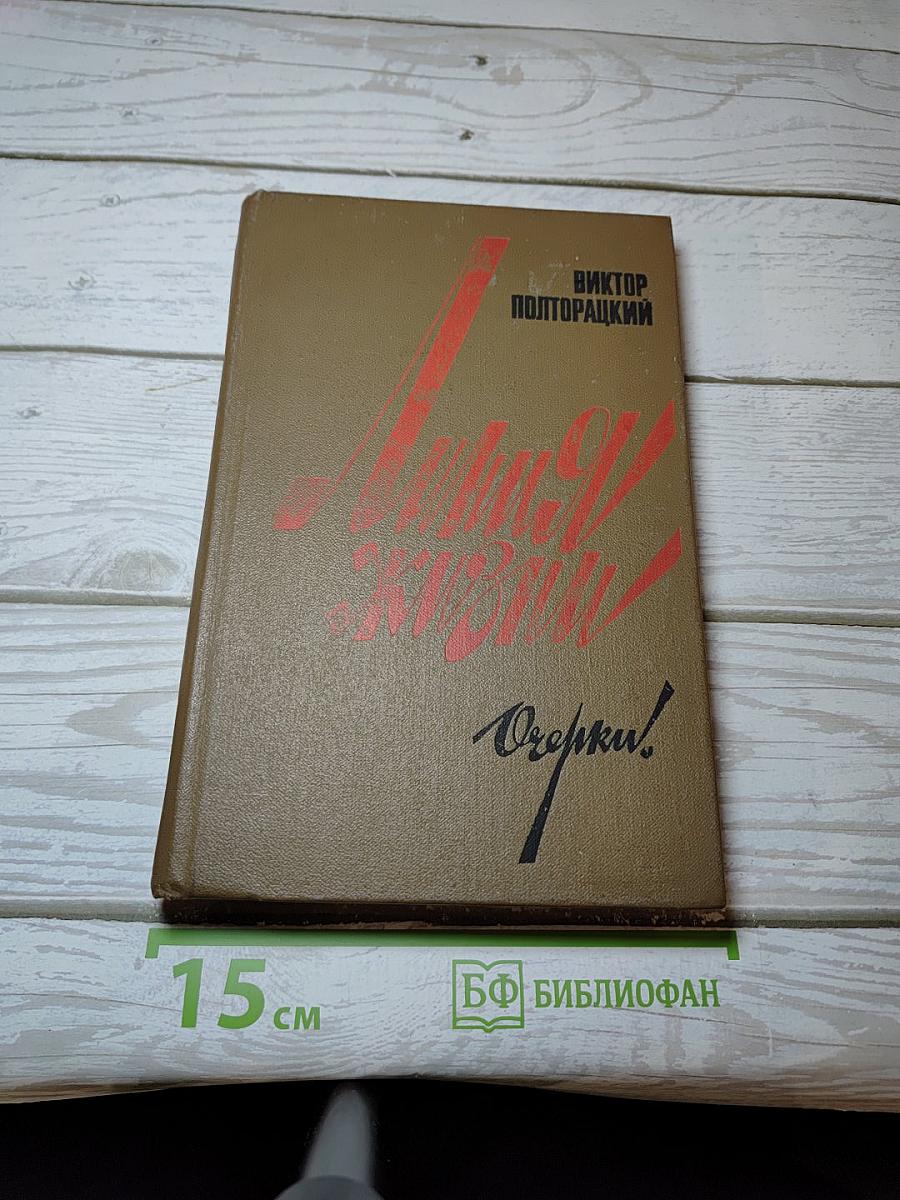 ВИКТОР
ПОЛТОРАЦКИЙ
Линия
жизни
Очерки!
15 см
БФ БИБЛИОФАН